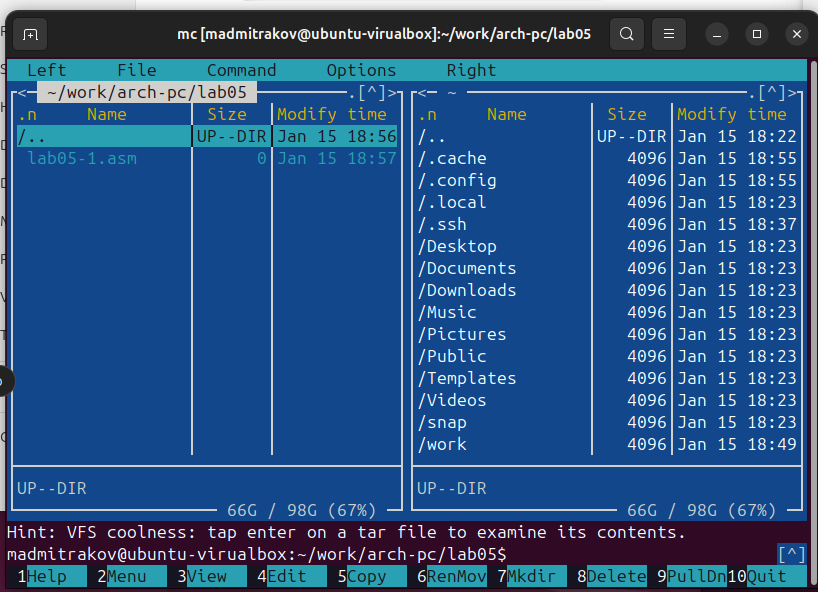 mc [madmitrakov@ubuntu-virualbox]:~/work/arch-pc/lab05
Left File Command Options Right
<- ~/work/arch-pc/lab05 .[^]>
.n Name Size Modify time
/.. UP--DIR Jan 15 18:56
lab05-1.asm 0 Jan 15 18:57
UP--DIR
66G / 98G (67%)
<- ~ .[^]>
.n Name Size Modify time
/.. UP--DIR Jan 15 18:22
/.cache 4096 Jan 15 18:55
/.config 4096 Jan 15 18:55
/.local 4096 Jan 15 18:23
/.ssh 4096 Jan 15 18:37
/Desktop 4096 Jan 15 18:23
/Documents 4096 Jan 15 18:23
/Downloads 4096 Jan 15 18:23
/Music 4096 Jan 15 18:23
/Pictures 4096 Jan 15 18:23
/Public 4096 Jan 15 18:23
/Templates 4096 Jan 15 18:23
/Videos 4096 Jan 15 18:23
/snap 4096 Jan 15 18:23
/work 4096 Jan 15 18:49
UP--DIR
66G / 98G (67%)
Hint: VFS coolness: tap enter on a tar file to examine its contents.
madmitrakov@ubuntu-virualbox:~/work/arch-pc/lab05$ [^]
1Help 2Menu 3View 4Edit 5Copy 6RenMov 7Mkdir 8Delete 9PullDn 10Quit